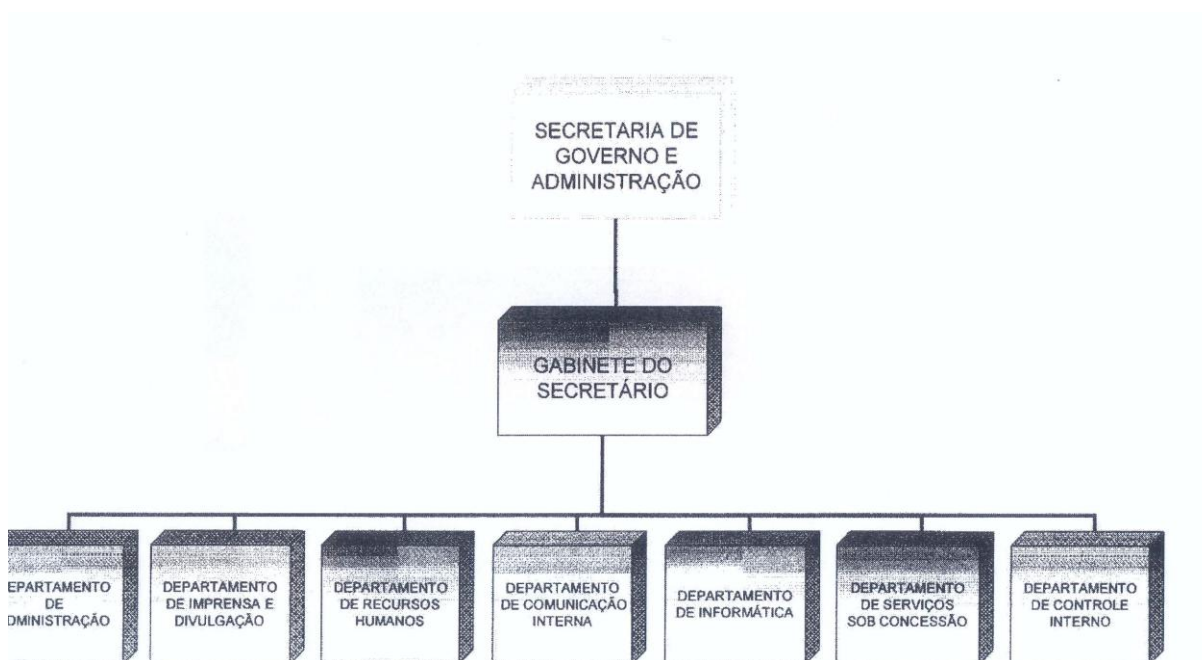 SECRETARIA DE
GOVERNO E
ADMINISTRAÇÃO
GABINETE DO
SECRETÁRIO
EPARTAMENTO
DE
DMINISTRAÇÃO
DEPARTAMENTO
DE IMPRENSA E
DIVULGAÇÃO
DEPARTAMENTO
DE RECURSOS
HUMANOS
DEPARTAMENTO
DE COMUNICAÇÃO
INTERNA
DEPARTAMENTO
DE INFORMÁTICA
DEPARTAMENTO
DE SERVIÇOS
SOB CONCESSÃO
DEPARTAMENTO
DE CONTROLE
INTERNO